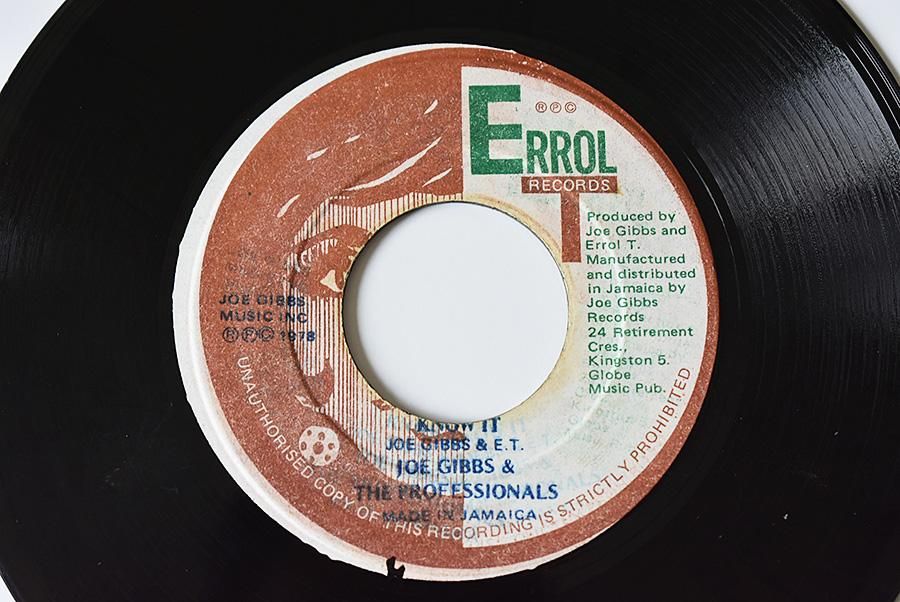 ERROL
RECORDS
T
Ⓡ Ⓟ Ⓒ
Produced by
Joe Gibbs and
Errol T.
Manufactured
and distributed
in Jamaica by
Joe Gibbs
Records
24 Retirement
Cres.,
Kingston 5.
Globe
Music Pub.
JOE GIBBS
MUSIC INC
Ⓡ Ⓟ Ⓒ 1978
KNOW IT
JOE GIBBS & E.T.
JOE GIBBS &
THE PROFESSIONALS
MADE IN JAMAICA
UNAUTHORISED COPY OF THIS RECORDING IS STRICTLY PROHIBITED